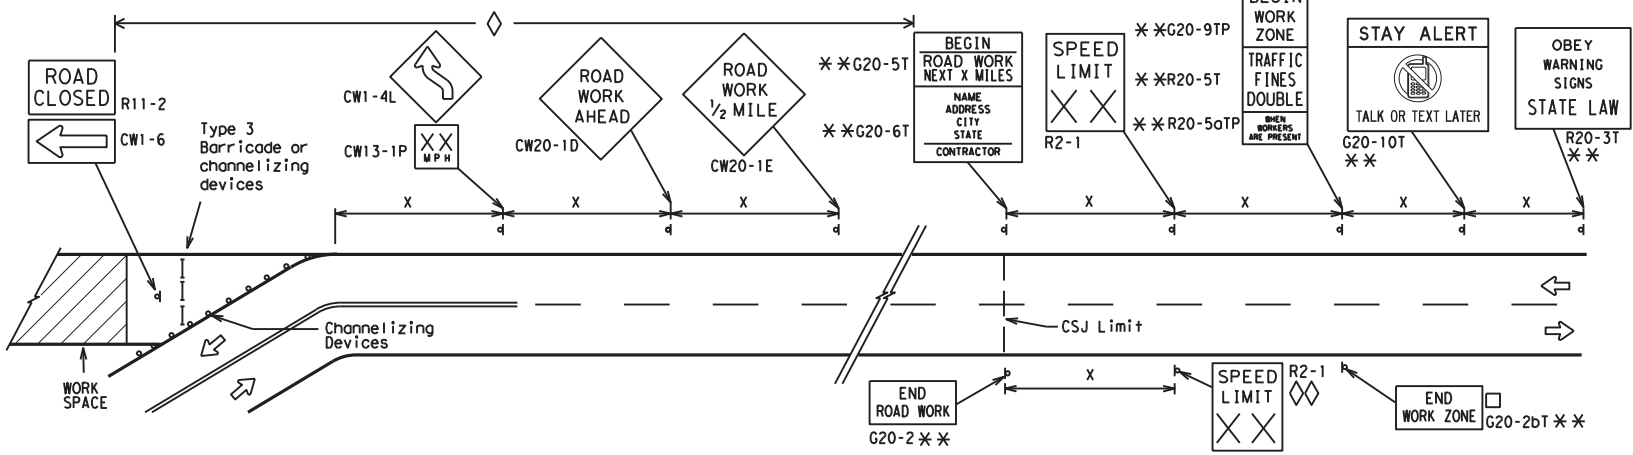 ROAD
CLOSED
R11-2
CW1-6
Type 3
Barricade or
channelizing
devices
CW1-4L
XX
MPH
CW13-1P
ROAD
WORK
AHEAD
CW20-1D
ROAD
WORK
1/2 MILE
CW20-1E
**G20-5T
**G20-6T
BEGIN
ROAD WORK
NEXT X MILES
NAME
ADDRESS
CITY
STATE
CONTRACTOR
SPEED
LIMIT
X X
R2-1
**G20-9TP
**R20-5T
**R20-5aTP
BEGIN
WORK
ZONE
TRAFFIC
FINES
DOUBLE
WHEN
WORKERS
ARE PRESENT
STAY ALERT
TALK OR TEXT LATER
G20-10T
**
OBEY
WARNING
SIGNS
STATE LAW
R20-3T
**
X
X
X
X
X
X
X
Channelizing
Devices
CSJ Limit
WORK
SPACE
END
ROAD WORK
G20-2 **
X
SPEED
LIMIT
X X
R2-1
END
WORK ZONE
G20-2bT **